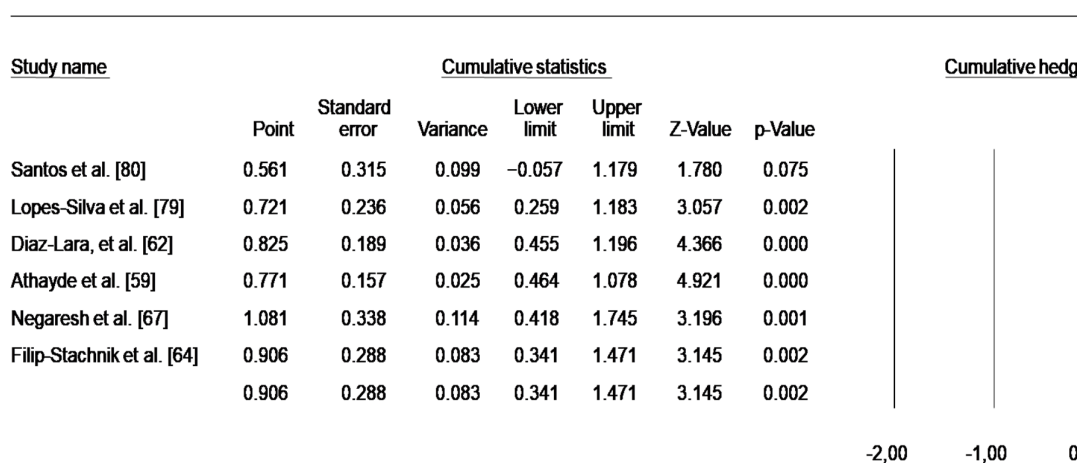 Study name Cumulative statistics Cumulative hedg
Point Standard error Variance Lower limit Upper limit Z-Value p-Value
Santos et al. [80] 0.561 0.315 0.099 −0.057 1.179 1.780 0.075
Lopes-Silva et al. [79] 0.721 0.236 0.056 0.259 1.183 3.057 0.002
Diaz-Lara, et al. [62] 0.825 0.189 0.036 0.455 1.196 4.366 0.000
Athayde et al. [59] 0.771 0.157 0.025 0.464 1.078 4.921 0.000
Negaresh et al. [67] 1.081 0.338 0.114 0.418 1.745 3.196 0.001
Filip-Stachnik et al. [64] 0.906 0.288 0.083 0.341 1.471 3.145 0.002
0.906 0.288 0.083 0.341 1.471 3.145 0.002
-2,00 -1,00 0